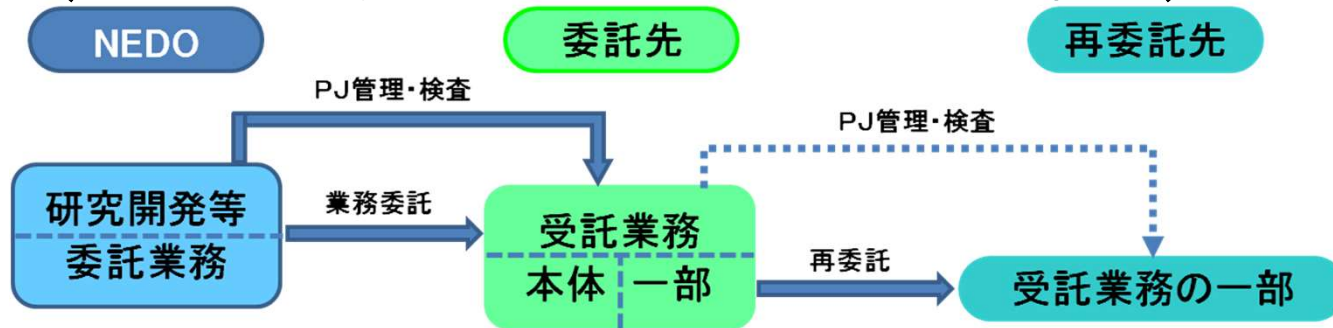 NEDO
委託先
再委託先
PJ管理・検査
PJ管理・検査
研究開発等
委託業務
業務委託
受託業務
本体 一部
再委託
受託業務の一部